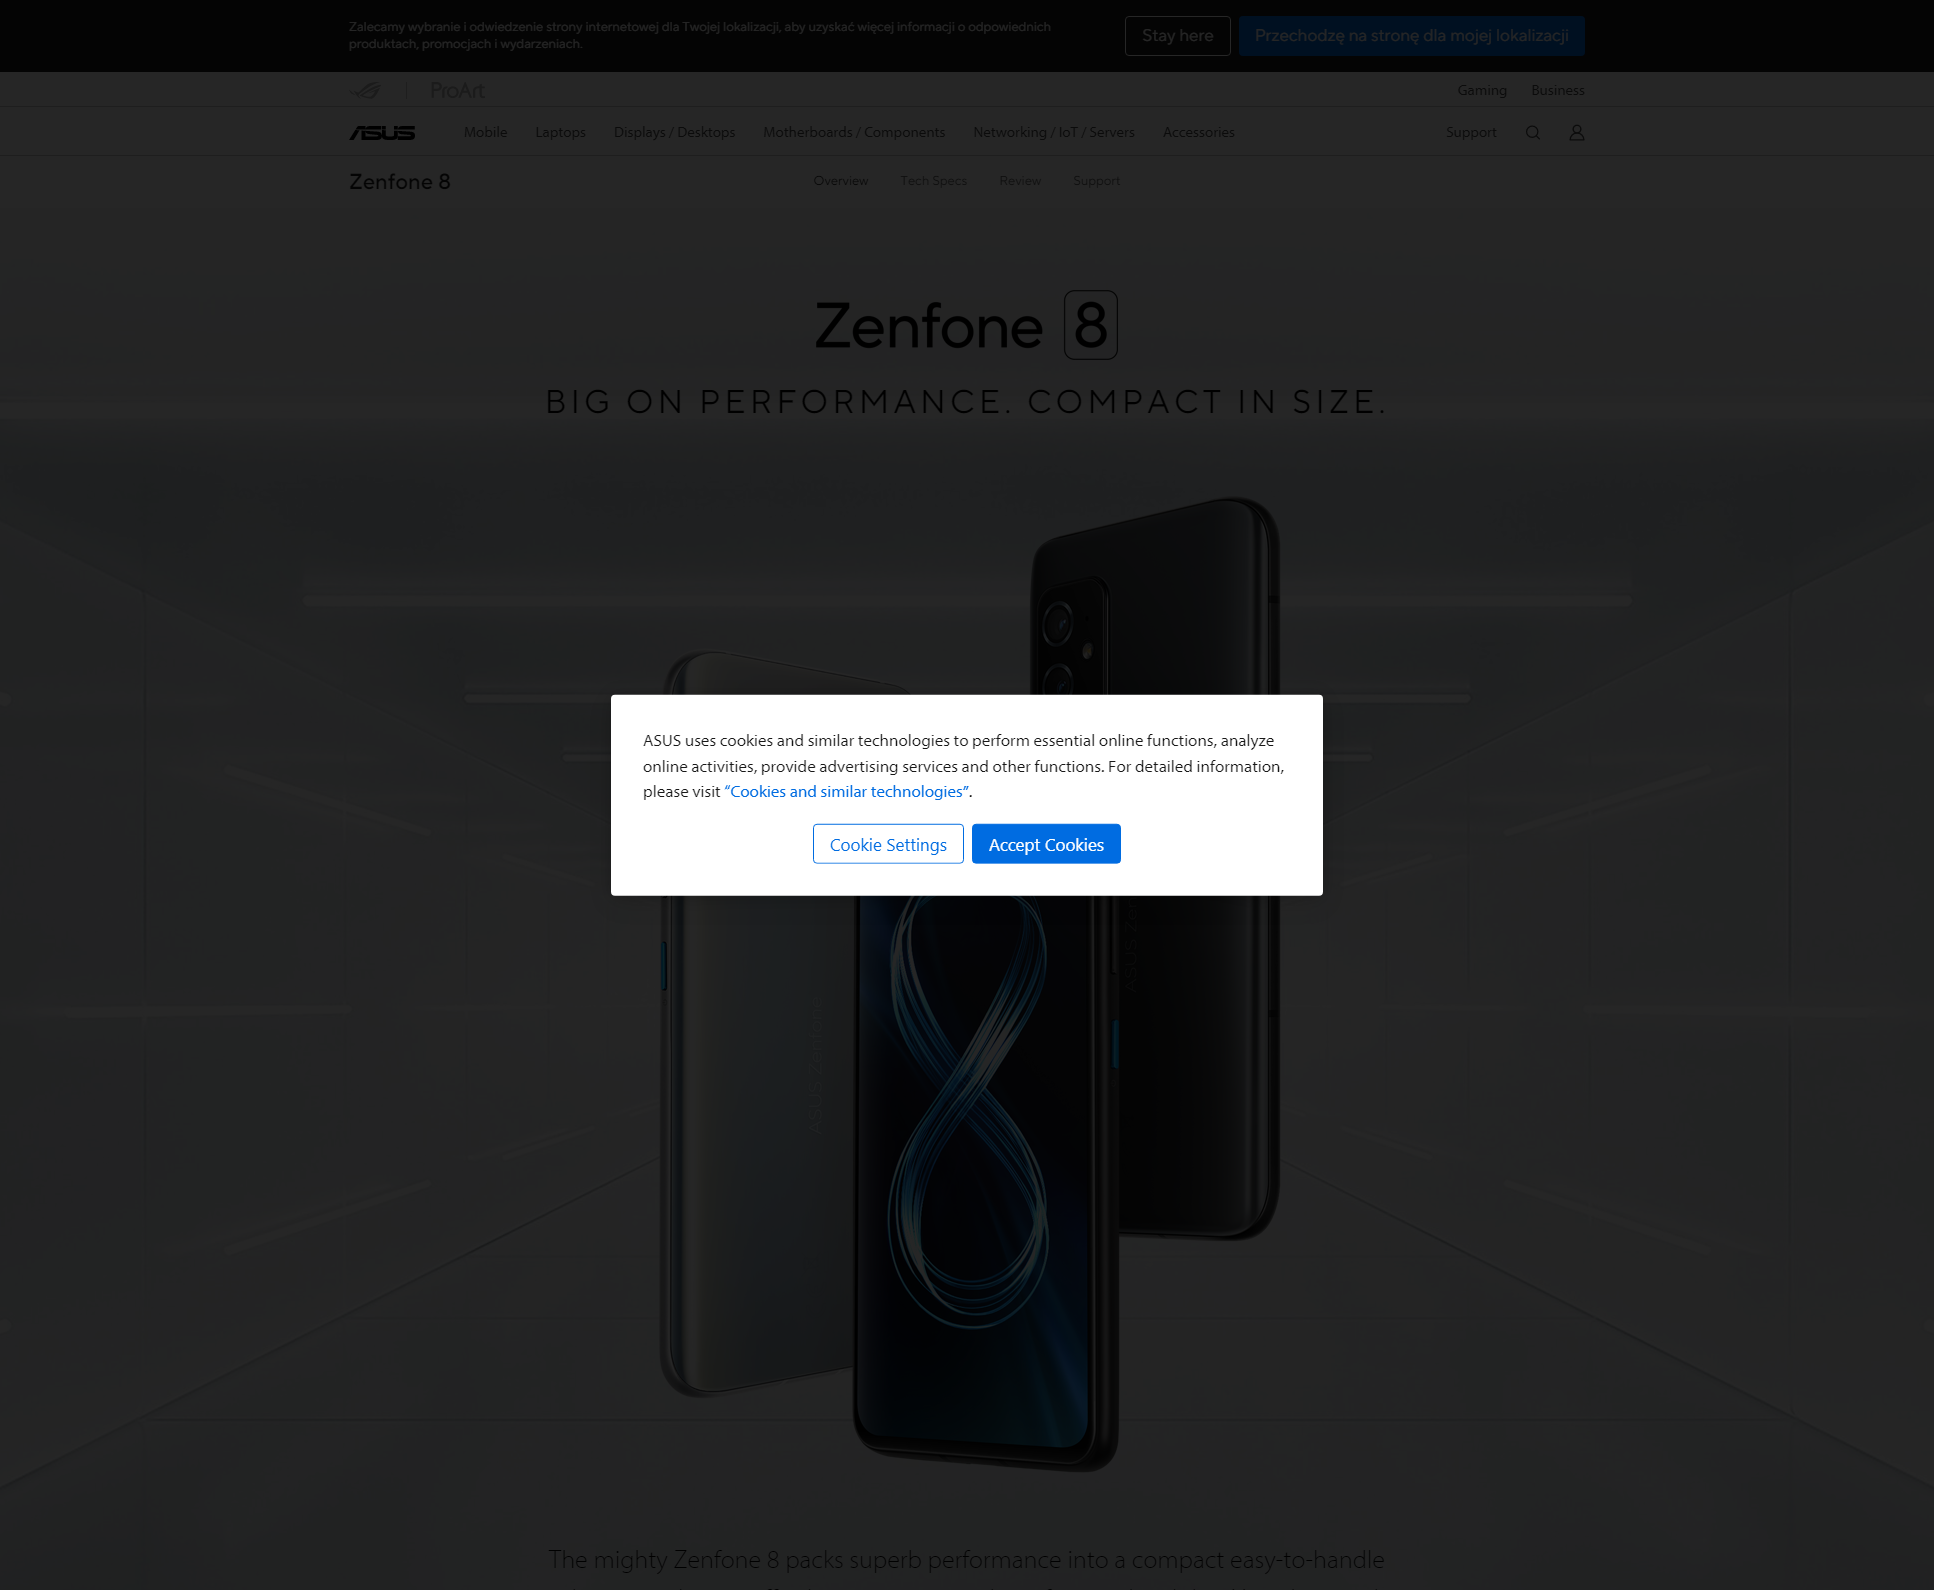 Zalecamy wybranie i odwiedzenie strony internetowej dla Twojej lokalizacji, aby uzyskać więcej informacji o odpowiednich
produktach, promocjach i wydarzeniach.
Stay here
Przechodzę na stronę dla mojej lokalizacji
ProArt
Gaming
Business
ASUS
Mobile
Laptops
Displays / Desktops
Motherboards / Components
Networking / IoT / Servers
Accessories
Support
Zenfone 8
Overview
Tech Specs
Review
Support
Zenfone 8
BIG ON PERFORMANCE. COMPACT IN SIZE.
ASUS uses cookies and similar technologies to perform essential online functions, analyze
online activities, provide advertising services and other functions. For detailed information,
please visit “Cookies and similar technologies”.
Cookie Settings
Accept Cookies
The mighty Zenfone 8 packs superb performance into a compact easy-to-handle